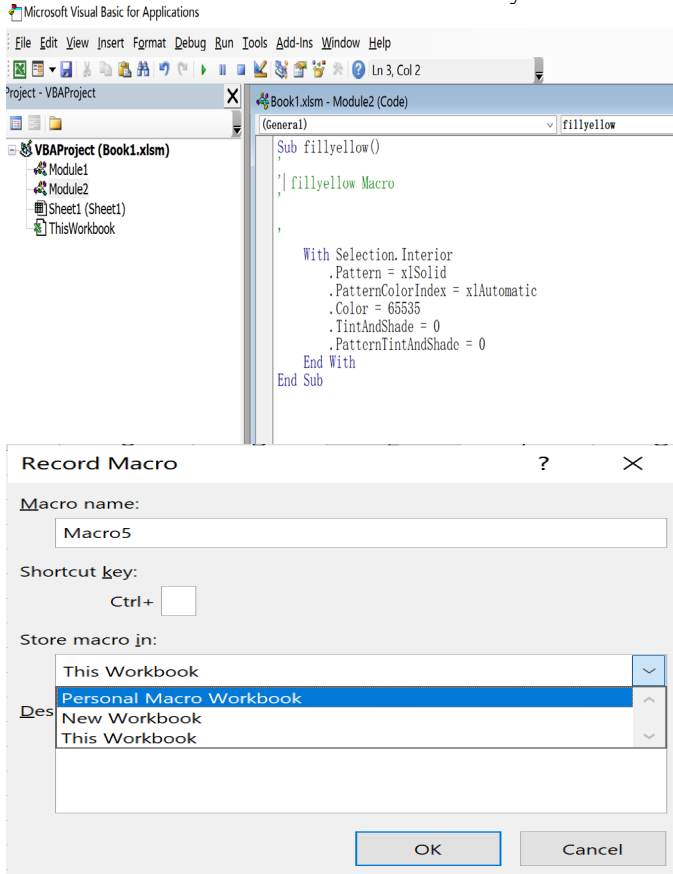 Microsoft Visual Basic for Applications
File Edit View Insert Format Debug Run Tools Add-Ins Window Help
Ln 3, Col 2
Project - VBAProject
Book1.xlsm - Module2 (Code)
(General) fillyellow
VBAProject (Book1.xlsm)
Module1
Module2
Sheet1 (Sheet1)
ThisWorkbook
Sub fillyellow()
'
' fillyellow Macro
'
'
With Selection.Interior
.Pattern = xlSolid
.PatternColorIndex = xlAutomatic
.Color = 65535
.TintAndShade = 0
.PatternTintAndShade = 0
End With
End Sub
Record Macro ? ×
Macro name:
Macro5
Shortcut key:
Ctrl+
Store macro in:
This Workbook
Personal Macro Workbook
Des
New Workbook
This Workbook
OK Cancel